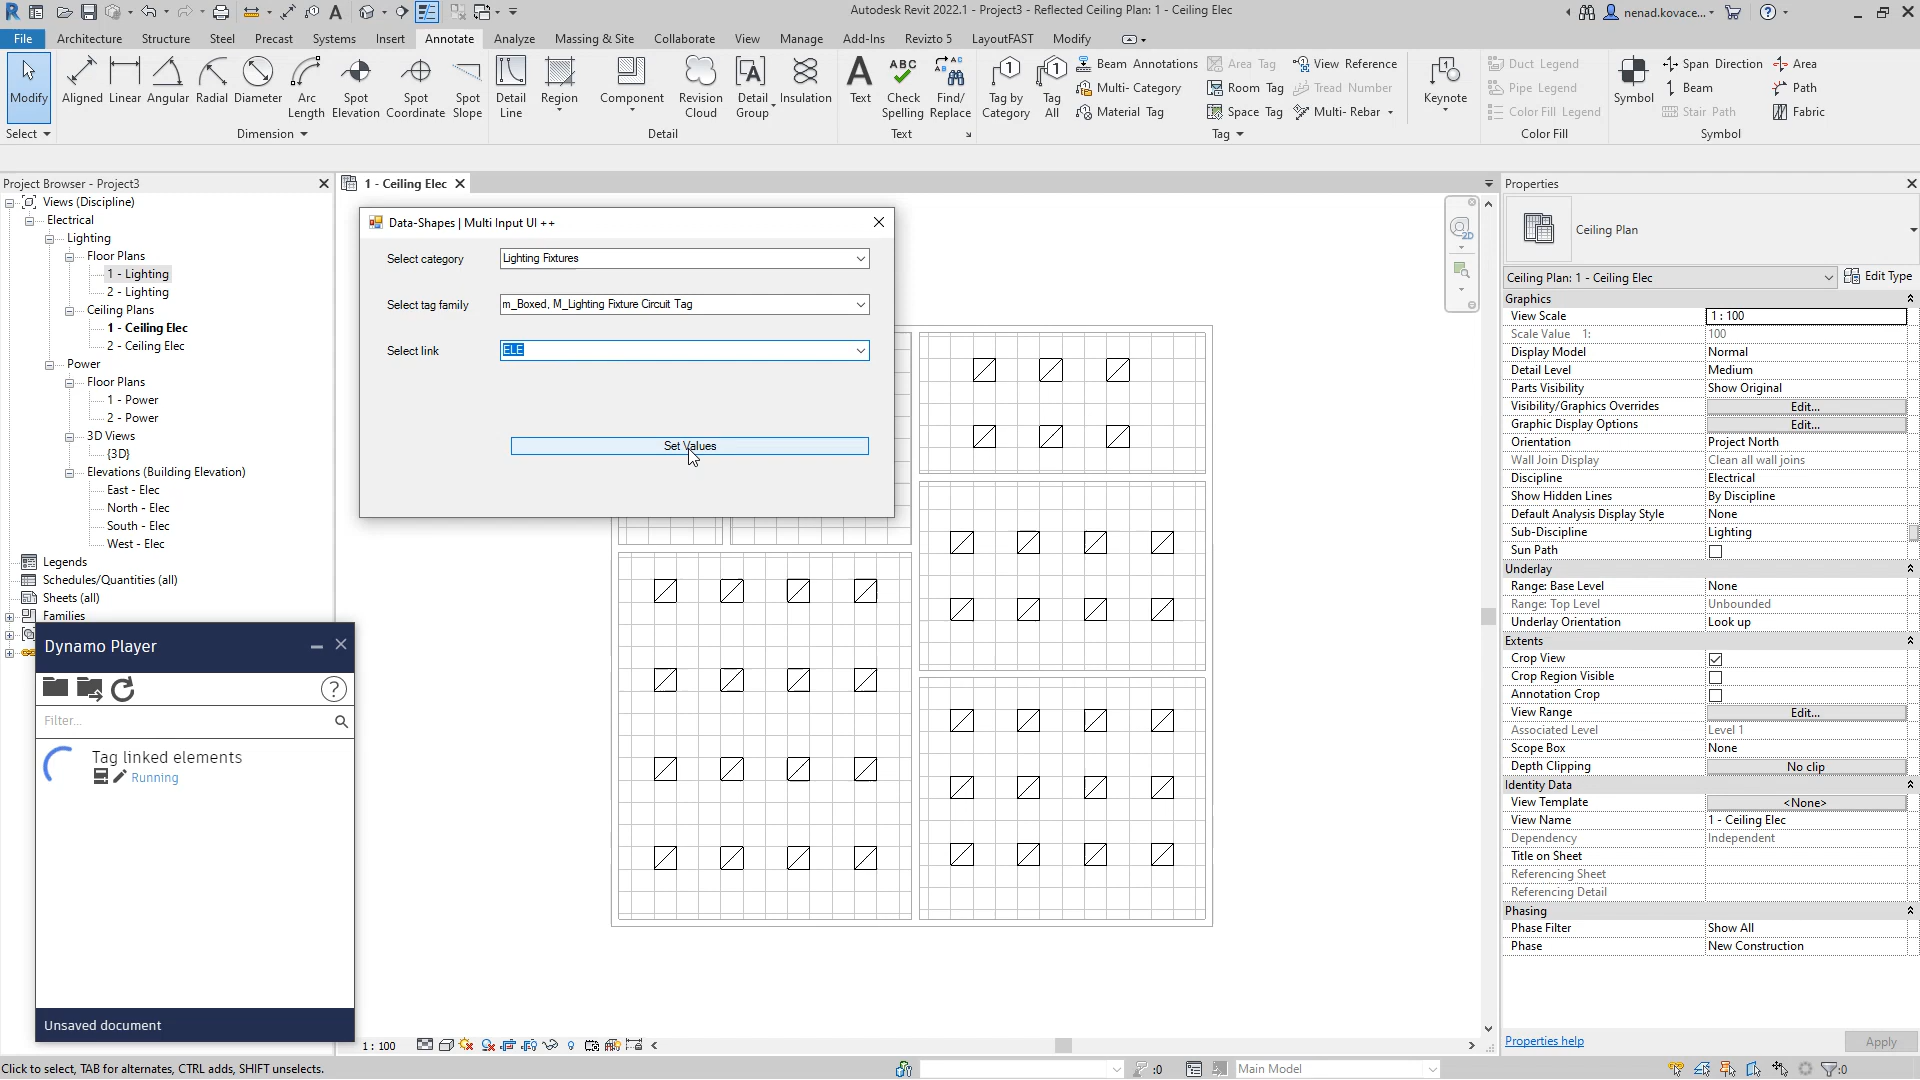 Autodesk Revit 2022.1 - Project3 - Reflected Ceiling Plan: 1 - Ceiling Elec
nenad.kovace...
File Architecture Structure Steel Precast Systems Insert Annotate Analyze Massing & Site Collaborate View Manage Add-Ins Revizto 5 LayoutFAST Modify
Modify
Aligned Linear Angular Radial Diameter Arc Length Spot Elevation Spot Coordinate Spot Slope
Detail Line Region Component Revision Cloud Detail Group Insulation
Text Check Spelling Find/ Replace
Tag by Category Tag All
Beam Annotations Area Tag View Reference
Multi- Category Room Tag Tread Number
Material Tag Space Tag Multi- Rebar
Keynote
Duct Legend
Pipe Legend
Color Fill Legend
Symbol
Span Direction Area
Beam Path
Stair Path Fabric
Select Dimension Detail Text Tag Color Fill Symbol
Project Browser - Project3
Views (Discipline)
Electrical
Lighting
Floor Plans
1 - Lighting
2 - Lighting
Ceiling Plans
1 - Ceiling Elec
2 - Ceiling Elec
Power
Floor Plans
1 - Power
2 - Power
3D Views
{3D}
Elevations (Building Elevation)
East - Elec
North - Elec
South - Elec
West - Elec
Legends
Schedules/Quantities (all)
Sheets (all)
Families
Dynamo Player
Filter...
Tag linked elements
Running
Unsaved document
1 - Ceiling Elec
Data-Shapes | Multi Input UI ++
Select category Lighting Fixtures
Select tag family m_Boxed, M_Lighting Fixture Circuit Tag
Select link ELE
Set Values
2D
1 : 100
Properties
Ceiling Plan
Ceiling Plan: 1 - Ceiling Elec Edit Type
Graphics
View Scale 1 : 100
Scale Value 1: 100
Display Model Normal
Detail Level Medium
Parts Visibility Show Original
Visibility/Graphics Overrides Edit...
Graphic Display Options Edit...
Orientation Project North
Wall Join Display Clean all wall joins
Discipline Electrical
Show Hidden Lines By Discipline
Default Analysis Display Style None
Sub-Discipline Lighting
Sun Path
Underlay
Range: Base Level None
Range: Top Level Unbounded
Underlay Orientation Look up
Extents
Crop View
Crop Region Visible
Annotation Crop
View Range Edit...
Associated Level Level 1
Scope Box None
Depth Clipping No clip
Identity Data
View Template <None>
View Name 1 - Ceiling Elec
Dependency Independent
Title on Sheet
Referencing Sheet
Referencing Detail
Phasing
Phase Filter Show All
Phase New Construction
Properties help Apply
Click to select, TAB for alternates, CTRL adds, SHIFT unselects.
:0 Main Model :0